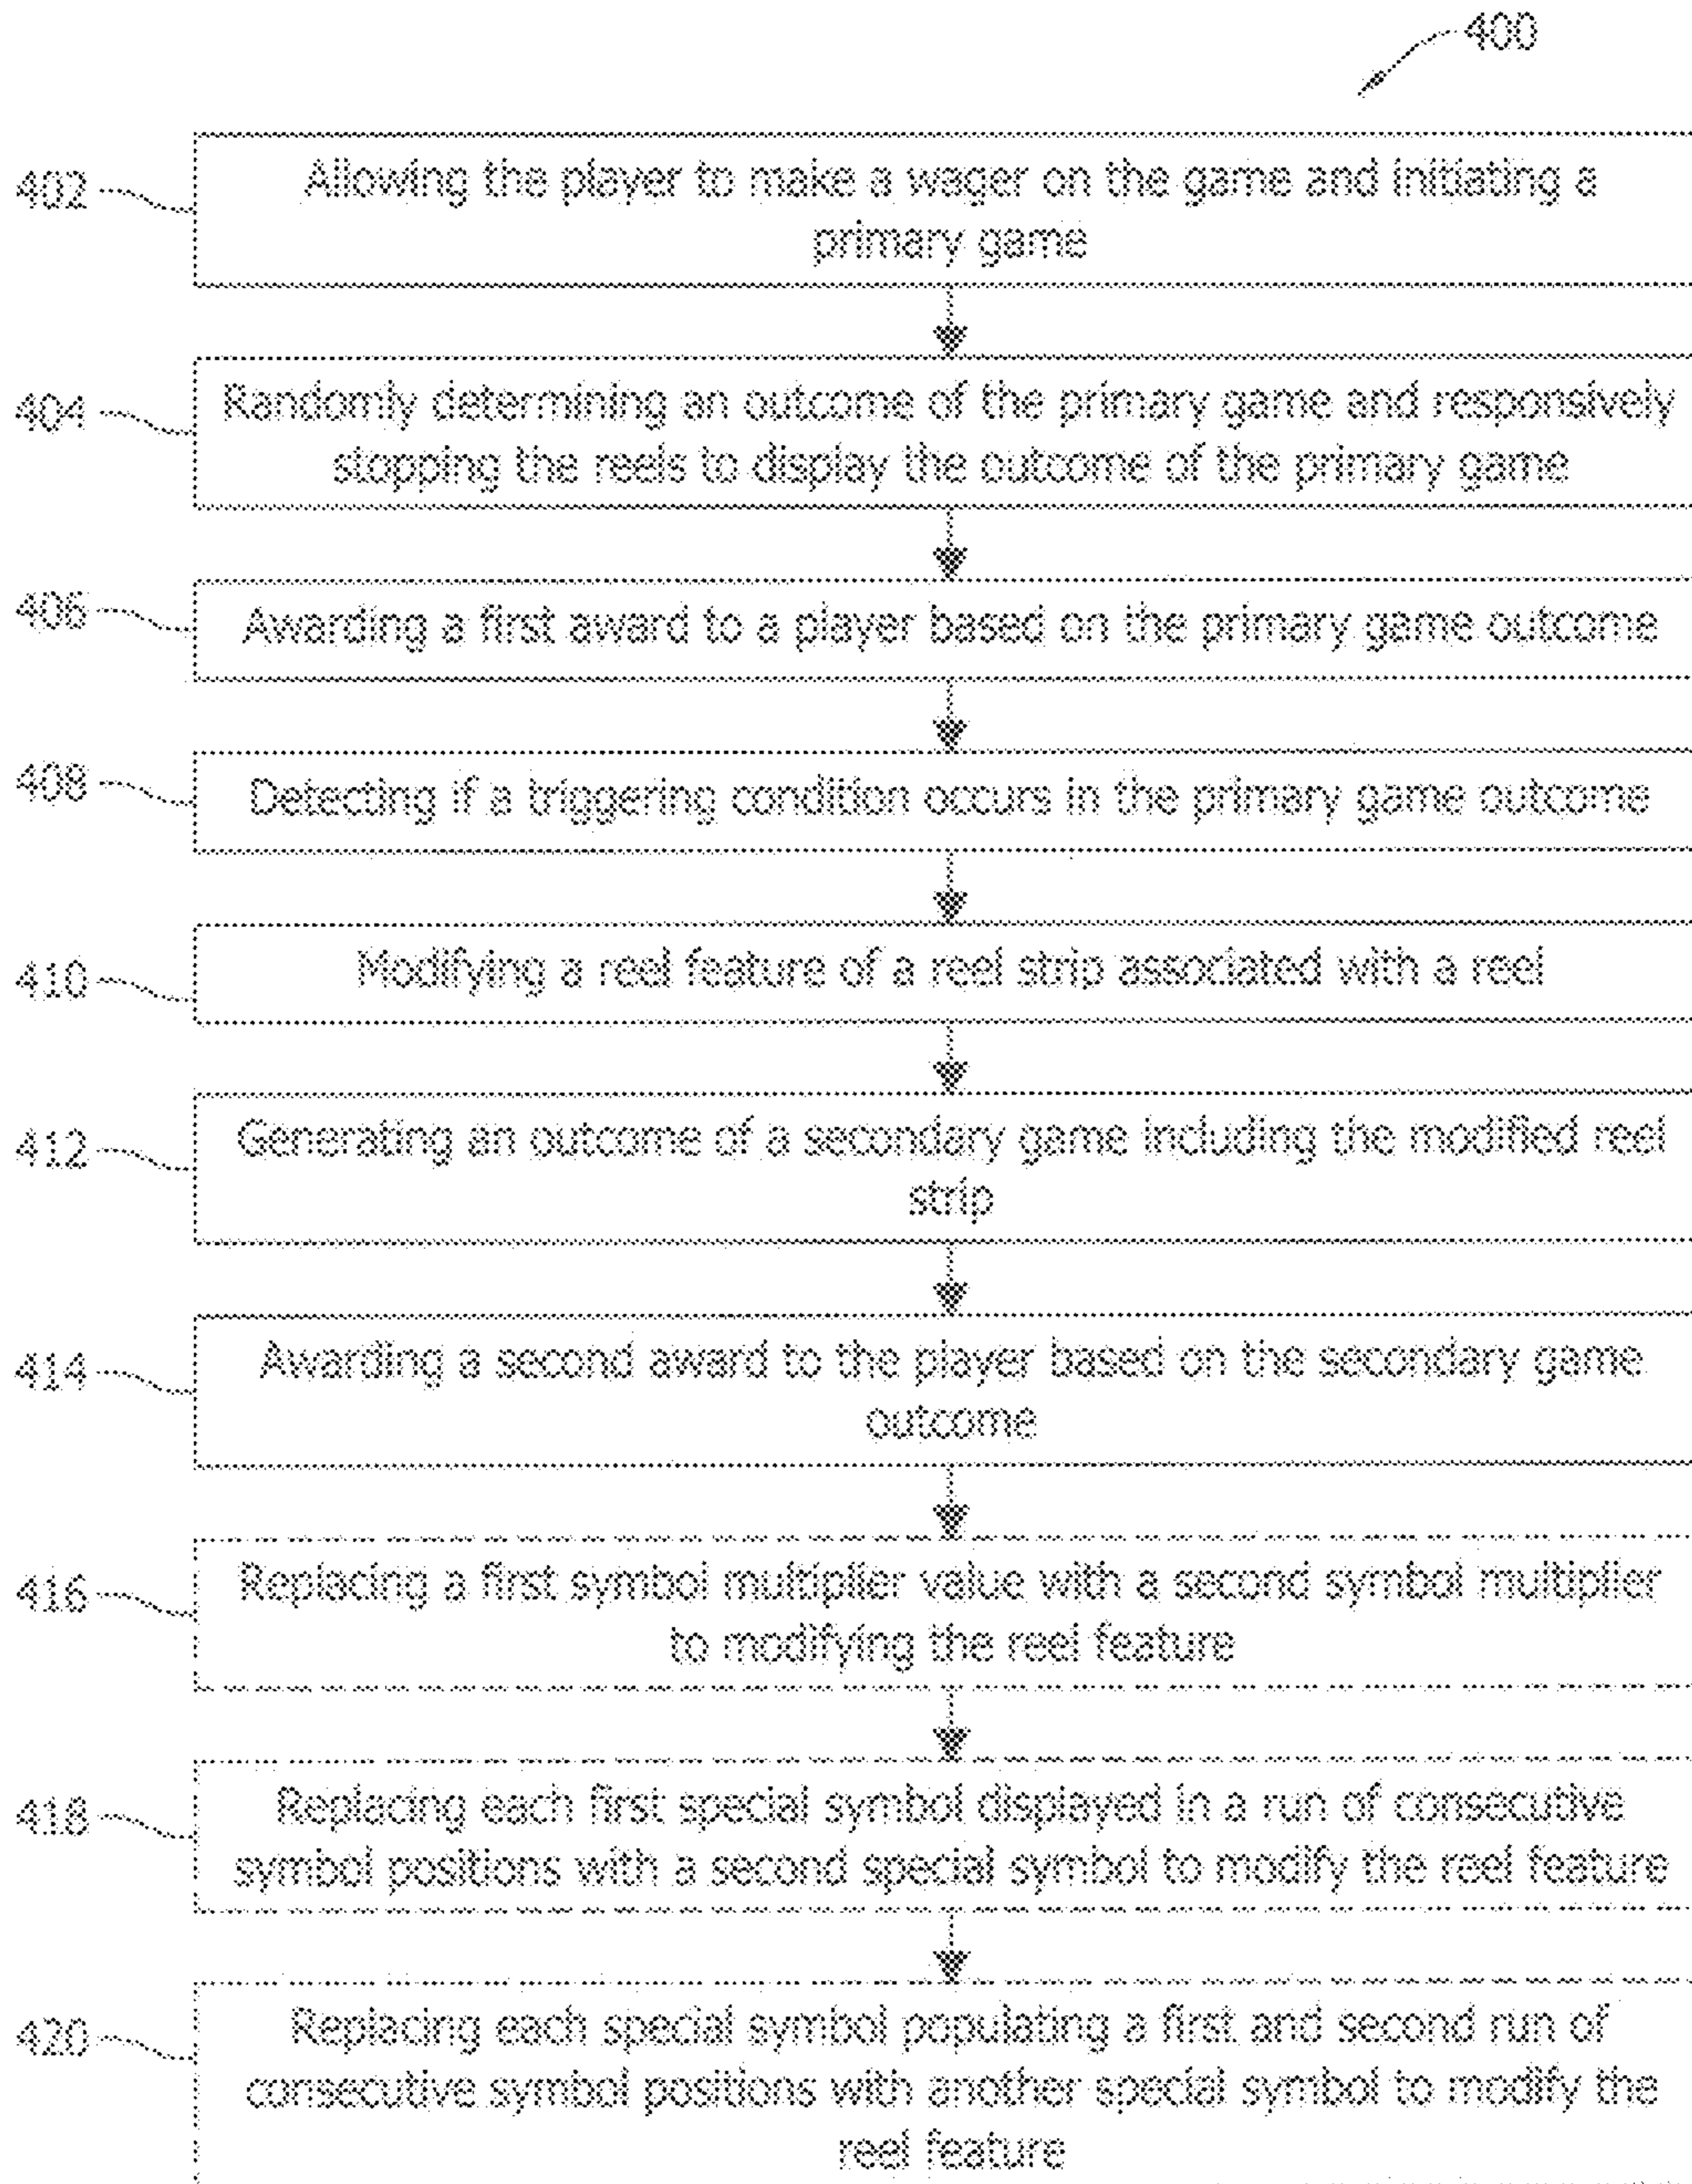 400
402
Allowing the player to make a wager on the game and initiating a
primary game
404
Randomly determining an outcome of the primary game and responsively
stopping the reels to display the outcome of the primary game
406
Awarding a first award to a player based on the primary game outcome
408
Detecting if a triggering condition occurs in the primary game outcome
410
Modifying a reel feature of a reel strip associated with a reel
412
Generating an outcome of a secondary game including the modified reel
strip
414
Awarding a second award to the player based on the secondary game
outcome
416
Replacing a first symbol multiplier value with a second symbol multiplier
to modifying the reel feature
418
Replacing each first special symbol displayed in a run of consecutive
symbol positions with a second special symbol to modify the reel feature
420
Replacing each special symbol populating a first and second run of
consecutive symbol positions with another special symbol to modify the
reel feature